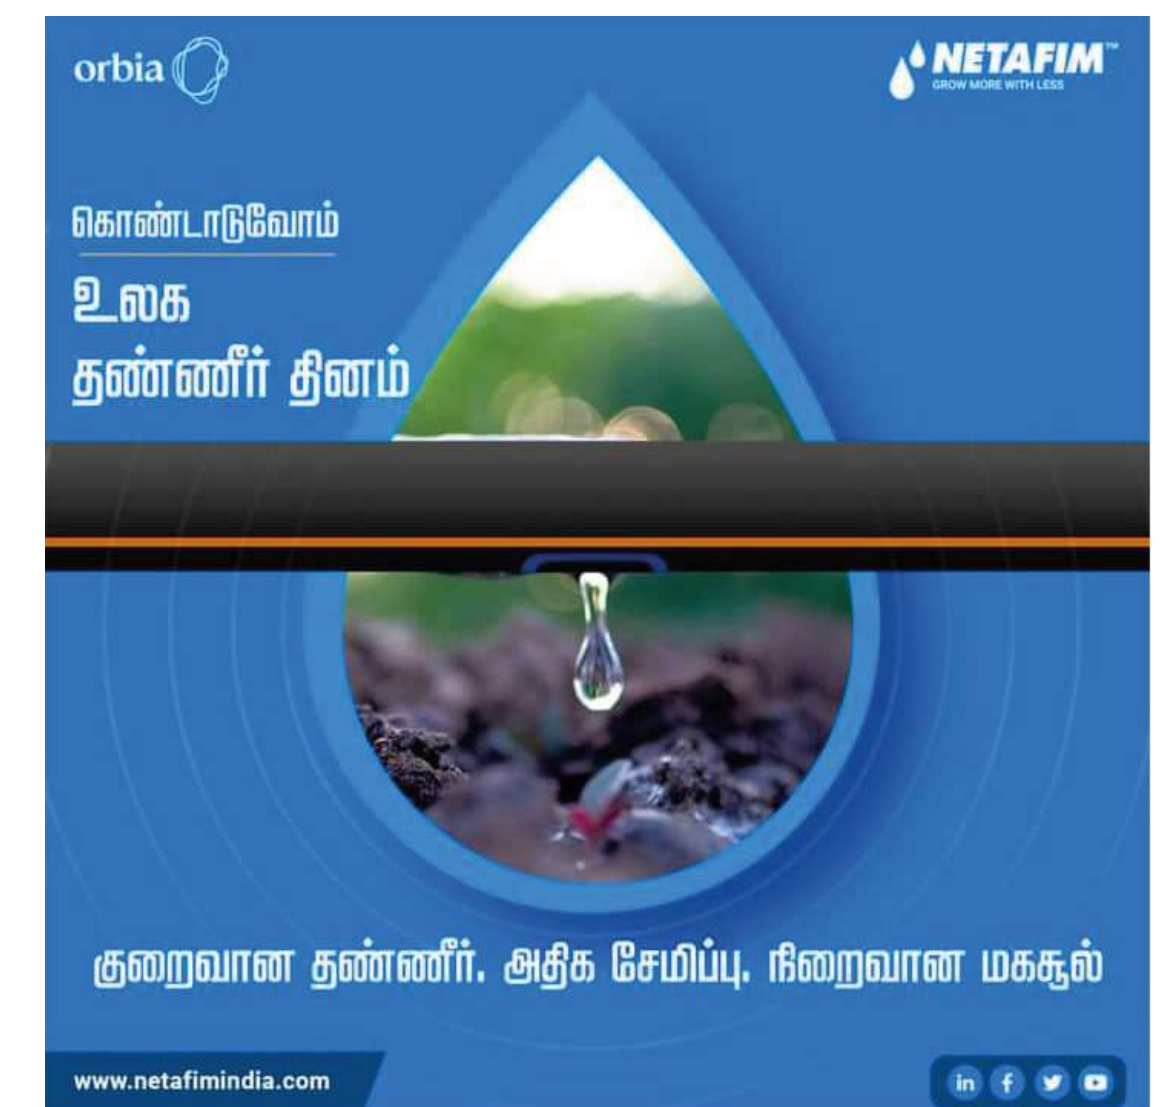 orbia
NETAFIM™
GROW MORE WITH LESS
கொண்டாடுவோம்
உலக
தண்ணீர் தினம்
குறைவான தண்ணீர். அதிக சேமிப்பு. நிறைவான மகசூல்
www.netafimindia.com
in f